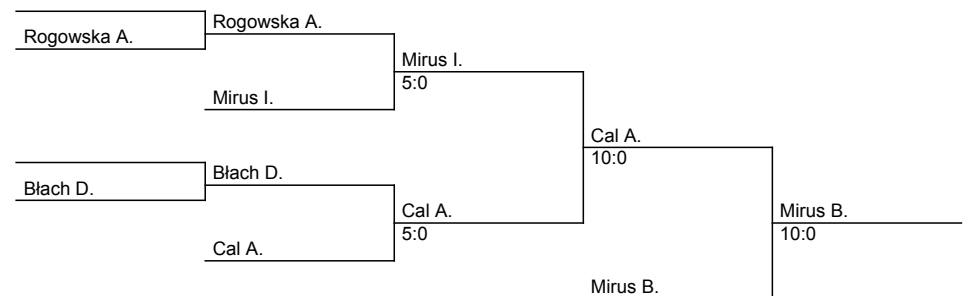 Rogowska A.
Rogowska A.
Mirus I.
5:0
Mirus I.
Cal A.
10:0
Błach D.
Błach D.
Cal A.
5:0
Mirus B.
10:0
Cal A.
Mirus B.